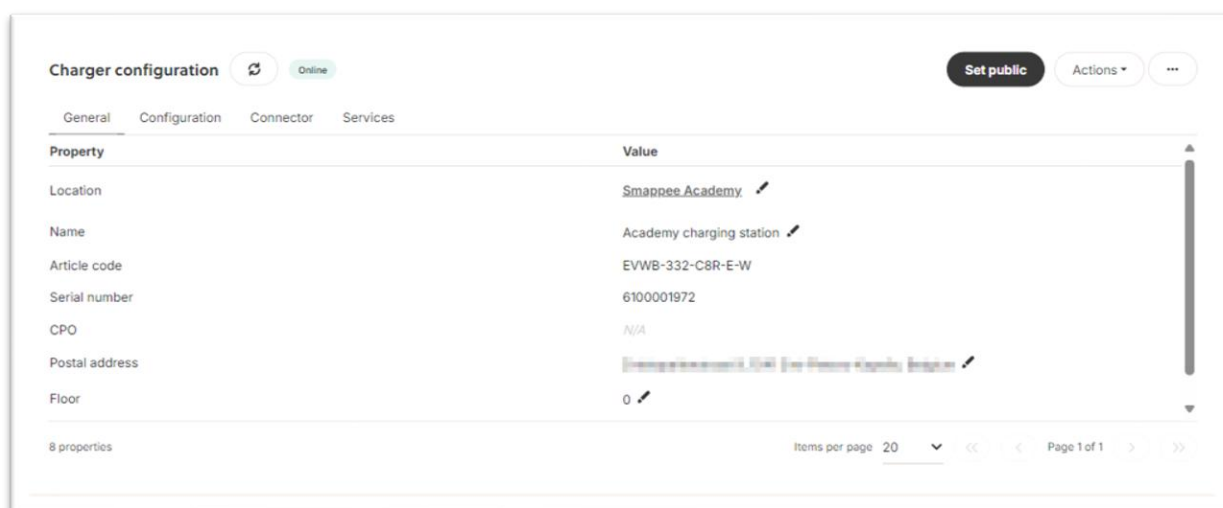 Charger configuration Online Set public Actions
General Configuration Connector Services
Property Value
Location Smappee Academy
Name Academy charging station
Article code EVWB-332-C8R-E-W
Serial number 6100001972
CPO N/A
Postal address
Floor 0
8 properties Items per page 20 Page 1 of 1